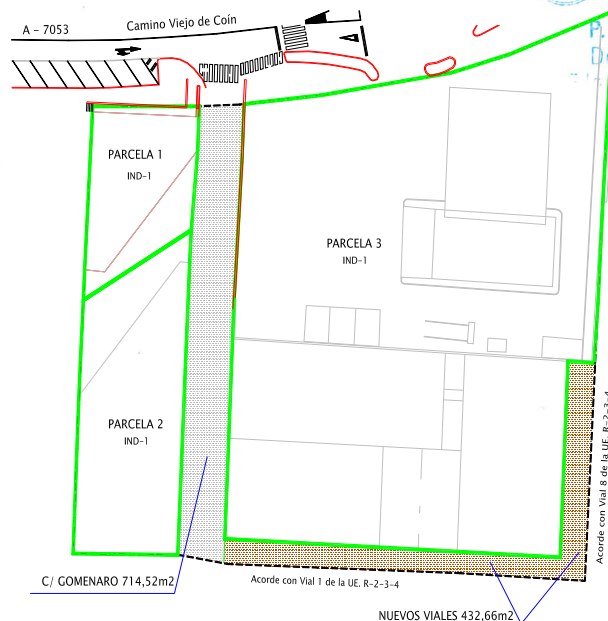 A - 7053
Camino Viejo de Coín
PARCELA 1
IND-1
PARCELA 3
IND-1
PARCELA 2
IND-1
Acorde con Vial 8 de la UE. R-2-3-4
C/ GOMENARO 714,52m2
Acorde con Vial 1 de la UE. R-2-3-4
NUEVOS VIALES 432,66m2